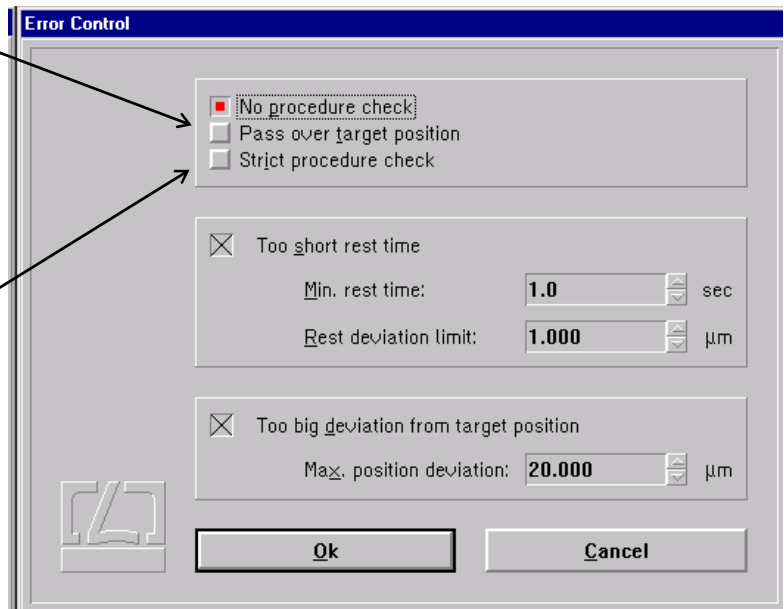 Error Control
No procedure check
Pass over target position
Strict procedure check
Too short rest time
Min. rest time: 1.0 sec
Rest deviation limit: 1.000 µm
Too big deviation from target position
Max. position deviation: 20.000 µm
Ok Cancel